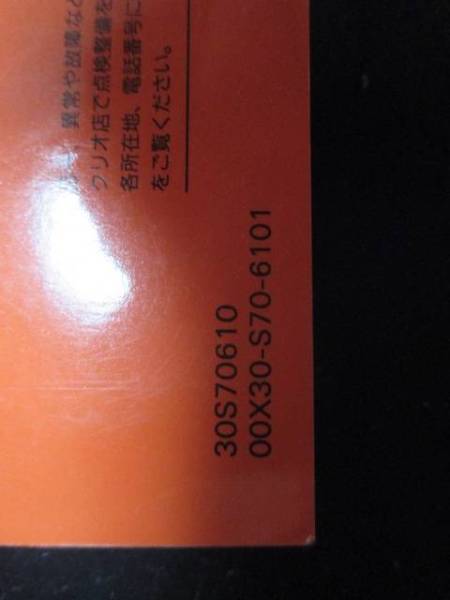 異常や故障など
クリオ店で点検整備を
各所在地、電話番号に
をご覧ください。
30S70610
00X30-S70-6101